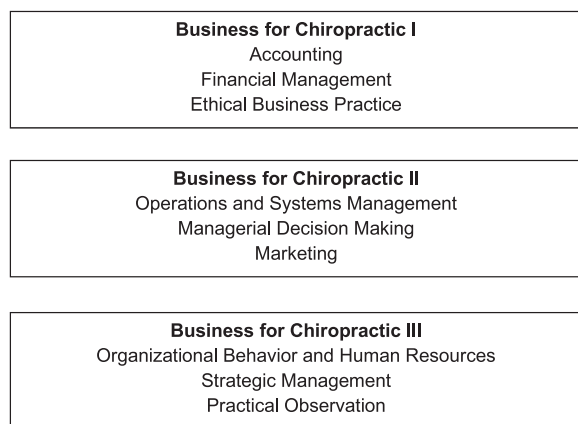 Business for Chiropractic I
Accounting
Financial Management
Ethical Business Practice
Business for Chiropractic II
Operations and Systems Management
Managerial Decision Making
Marketing
Business for Chiropractic III
Organizational Behavior and Human Resources
Strategic Management
Practical Observation